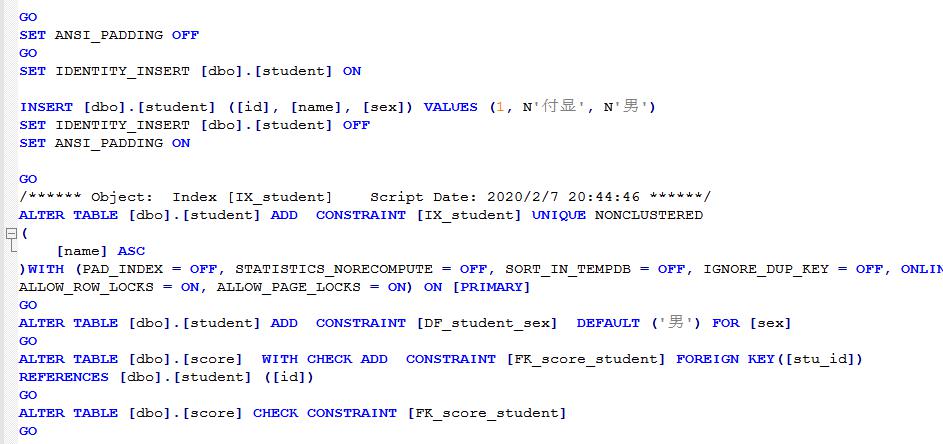 GO
SET ANSI_PADDING OFF
GO
SET IDENTITY_INSERT [dbo].[student] ON
INSERT [dbo].[student] ([id], [name], [sex]) VALUES (1, N'付显', N'男')
SET IDENTITY_INSERT [dbo].[student] OFF
SET ANSI_PADDING ON
GO
/****** Object:  Index [IX_student]    Script Date: 2020/2/7 20:44:46 ******/
ALTER TABLE [dbo].[student] ADD  CONSTRAINT [IX_student] UNIQUE NONCLUSTERED
(
    [name] ASC
)WITH (PAD_INDEX = OFF, STATISTICS_NORECOMPUTE = OFF, SORT_IN_TEMPDB = OFF, IGNORE_DUP_KEY = OFF, ONLIN
ALLOW_ROW_LOCKS = ON, ALLOW_PAGE_LOCKS = ON) ON [PRIMARY]
GO
ALTER TABLE [dbo].[student] ADD  CONSTRAINT [DF_student_sex]  DEFAULT ('男') FOR [sex]
GO
ALTER TABLE [dbo].[score]  WITH CHECK ADD  CONSTRAINT [FK_score_student] FOREIGN KEY([stu_id])
REFERENCES [dbo].[student] ([id])
GO
ALTER TABLE [dbo].[score] CHECK CONSTRAINT [FK_score_student]
GO